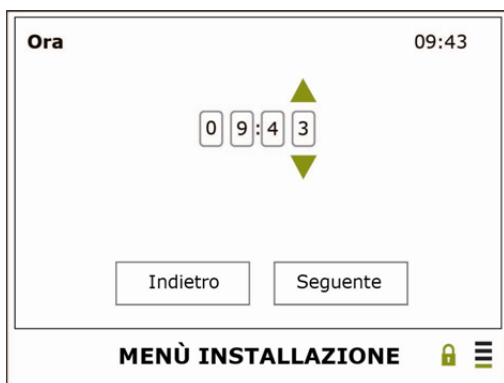 Ora 09:43
0 9 : 4 3
Indietro Seguente
MENÙ INSTALLAZIONE